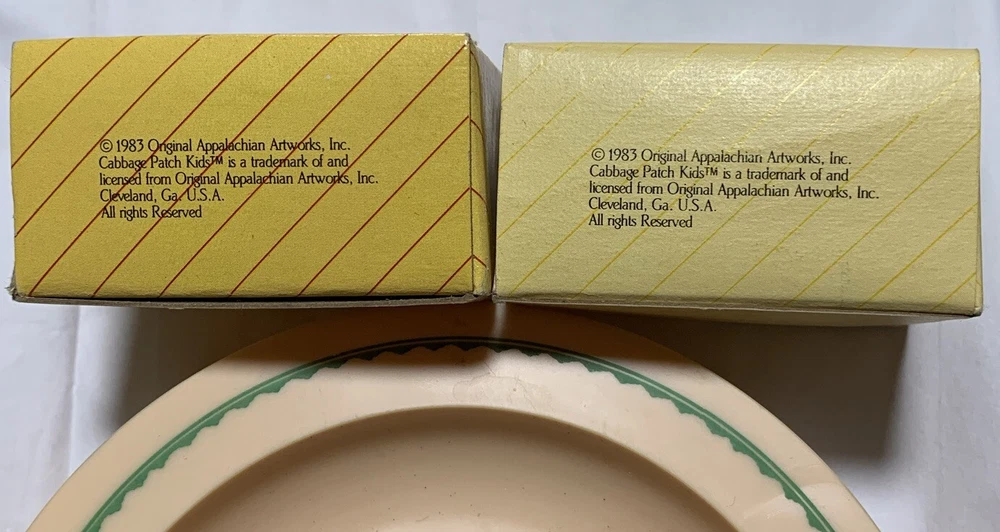 © 1983 Original Appalachian Artworks, Inc.
Cabbage Patch Kids™ is a trademark of and
licensed from Original Appalachian Artworks, Inc.
Cleveland, Ga. U.S.A.
All rights Reserved
© 1983 Original Appalachian Artworks, Inc.
Cabbage Patch Kids™ is a trademark of and
licensed from Original Appalachian Artworks, Inc.
Cleveland, Ga. U.S.A.
All rights Reserved